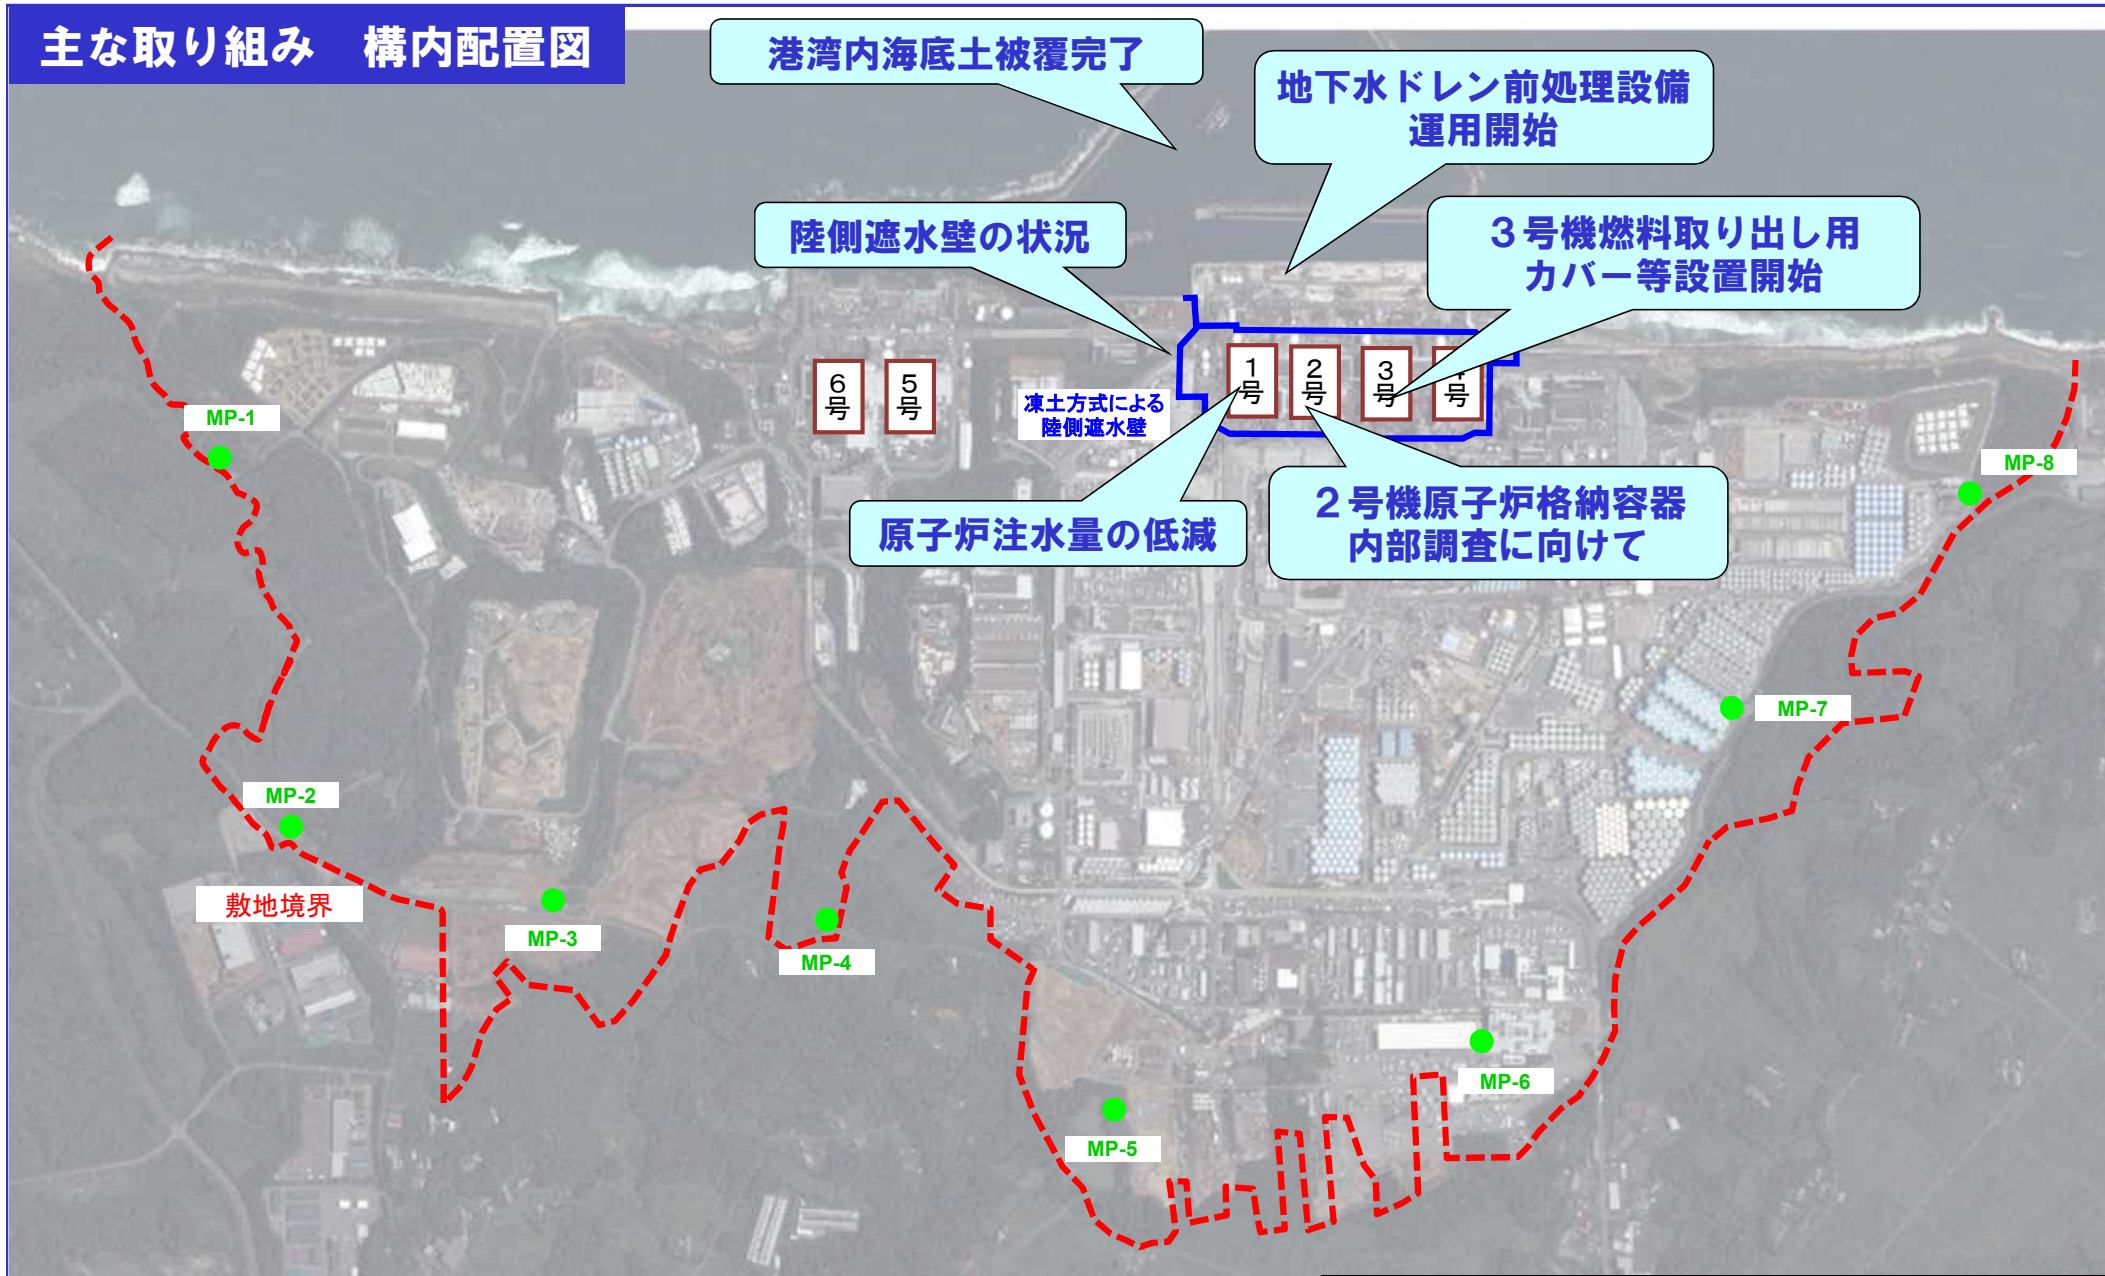 主な取り組み　構内配置図
港湾内海底土被覆完了
地下水ドレン前処理設備
運用開始
陸側遮水壁の状況
３号機燃料取り出し用
カバー等設置開始
6号
5号
1号
2号
3号
4号
凍土方式による
陸側遮水壁
原子炉注水量の低減
２号機原子炉格納容器
内部調査に向けて
MP-1
MP-8
MP-7
MP-2
敷地境界
MP-3
MP-4
MP-6
MP-5